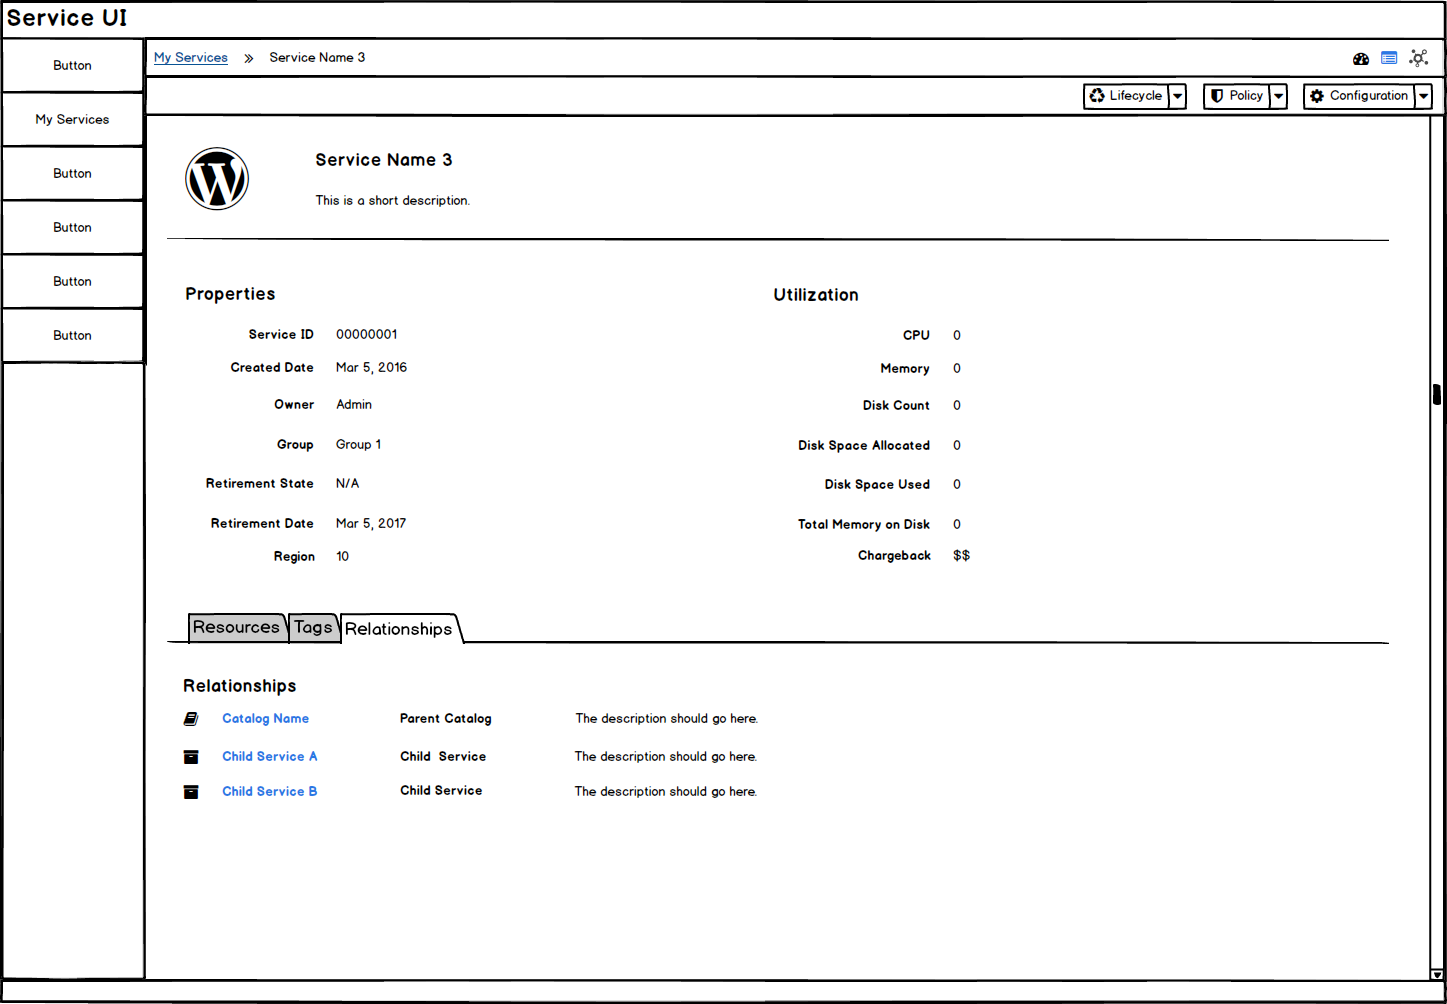 Service UI
Button
My Services
Button
Button
Button
Button
My Services » Service Name 3
Lifecycle Policy Configuration
Service Name 3
This is a short description.
Properties
Service ID 00000001
Created Date Mar 5, 2016
Owner Admin
Group Group 1
Retirement State N/A
Retirement Date Mar 5, 2017
Region 10
Utilization
CPU 0
Memory 0
Disk Count 0
Disk Space Allocated 0
Disk Space Used 0
Total Memory on Disk 0
Chargeback $$
Resources Tags Relationships
Relationships
Catalog Name Parent Catalog The description should go here.
Child Service A Child Service The description should go here.
Child Service B Child Service The description should go here.